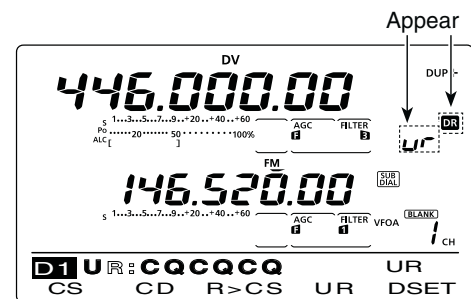 Appear
DV
446.000.00
DUP-
S 1...3...5...7...9..+20..+40..+60
Po ......20...... 50 ............100%
ALC[ ]
AGC FILTER
F 3
DR
ur
FM
146.520.00
SUB DIAL
S 1...3...5...7...9..+20..+40..+60
AGC FILTER
F 1
VFOA
BLANK
1 CH
D1 UR:CQCQCQ UR
CS CD R>CS UR DSET